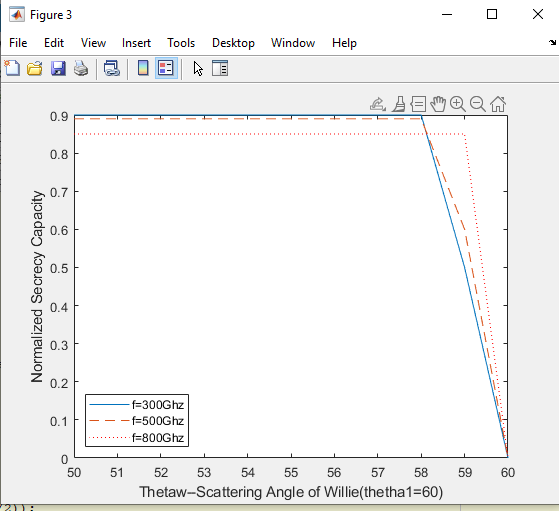 Figure 3
File Edit View Insert Tools Desktop Window Help
0.9
0.8
0.7
0.6
0.5
0.4
0.3
0.2
0.1
0
Normalized Secrecy Capacity
f=300Ghz
f=500Ghz
f=800Ghz
50 51 52 53 54 55 56 57 58 59 60
Thetaw–Scattering Angle of Willie(thetha1=60)
/2));